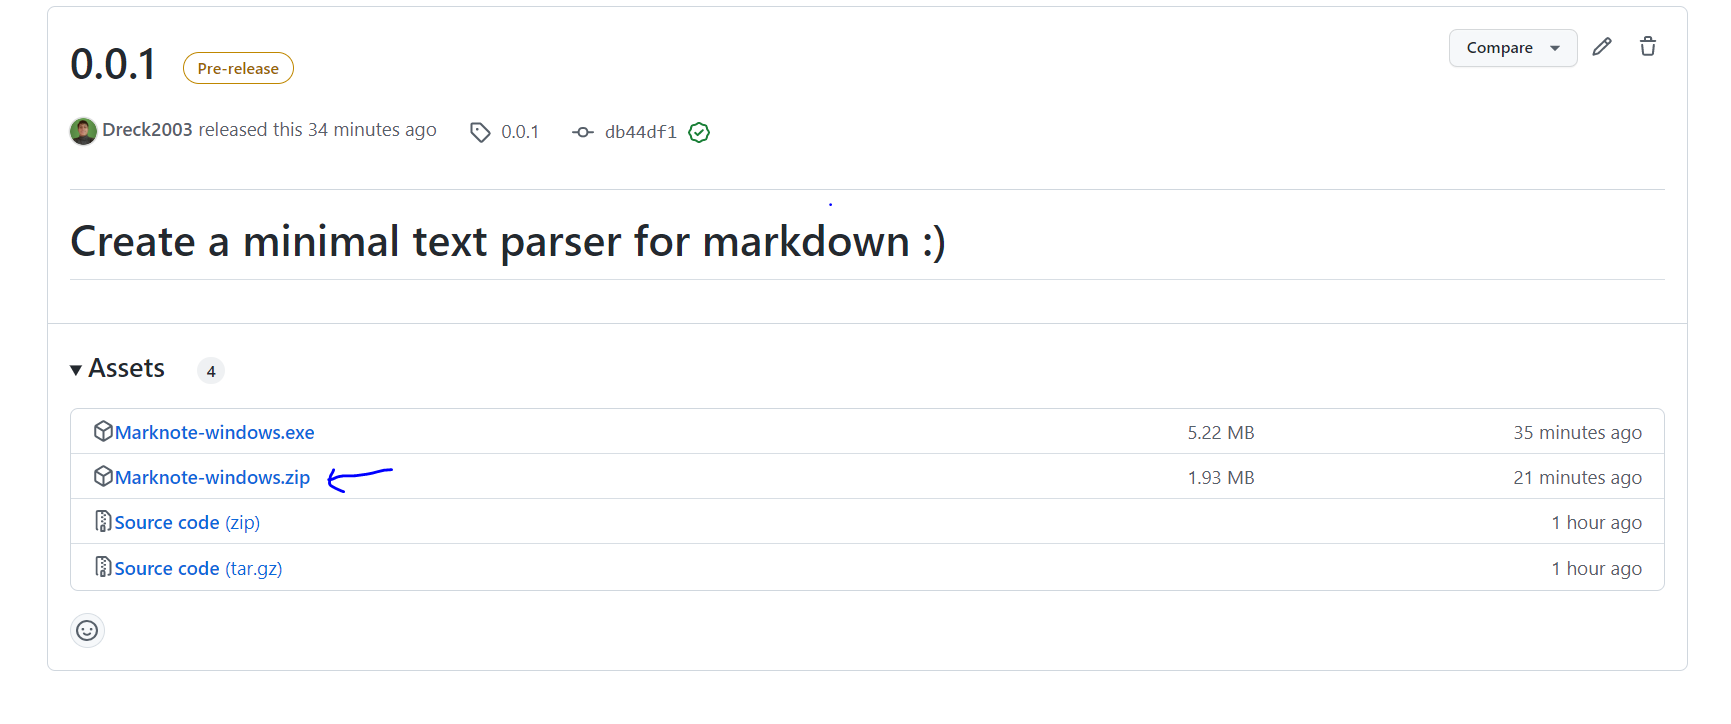 0.0.1 Pre-release Compare
Dreck2003 released this 34 minutes ago 0.0.1 db44df1
Create a minimal text parser for markdown :)
Assets 4
Marknote-windows.exe 5.22 MB 35 minutes ago
Marknote-windows.zip 1.93 MB 21 minutes ago
Source code (zip) 1 hour ago
Source code (tar.gz) 1 hour ago